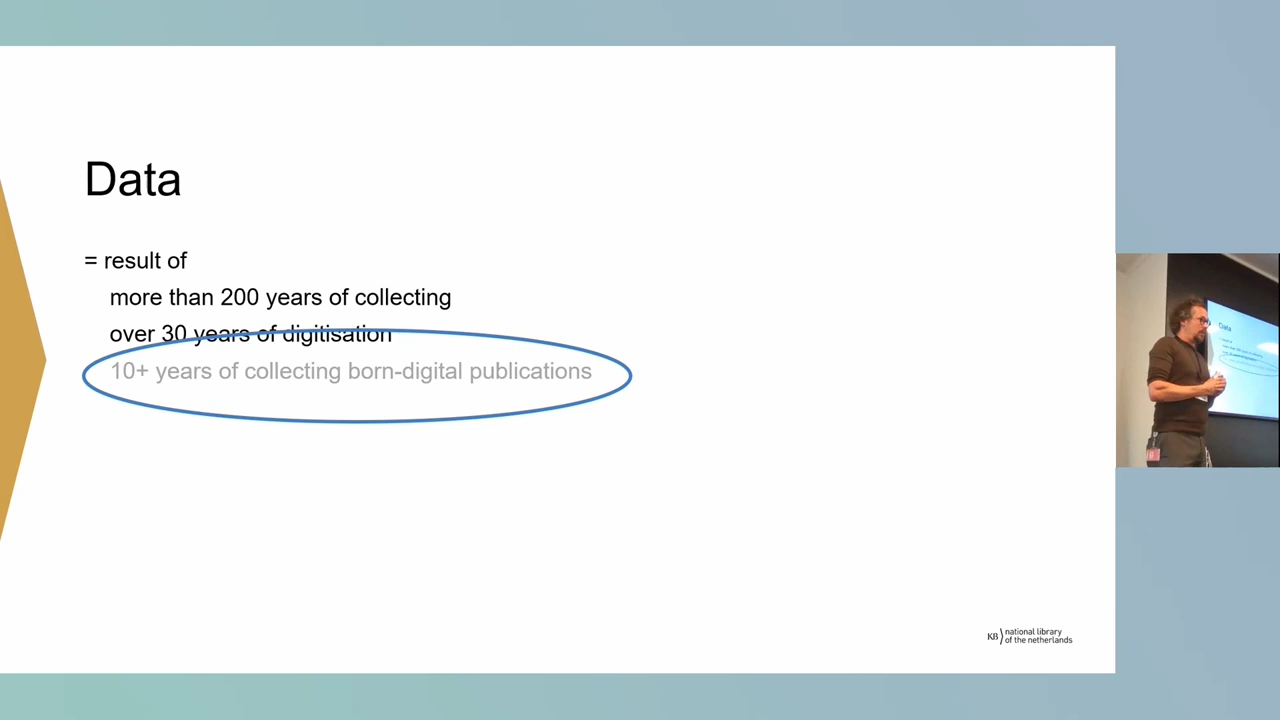 Data
= result of
more than 200 years of collecting
over 30 years of digitisation
10+ years of collecting born-digital publications
KB national library
of the netherlands
Data